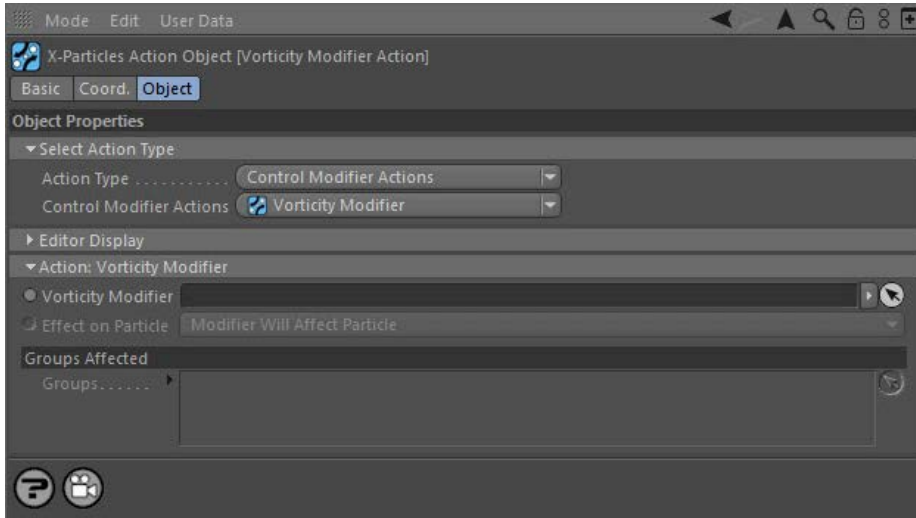 Mode Edit User Data
X-Particles Action Object [Vorticity Modifier Action]
Basic Coord. Object
Object Properties
Select Action Type
Action Type . . . . . . . . . . . Control Modifier Actions
Control Modifier Actions Vorticity Modifier
Editor Display
Action: Vorticity Modifier
Vorticity Modifier
Effect on Particle Modifier Will Affect Particle
Groups Affected
Groups. . . . . .